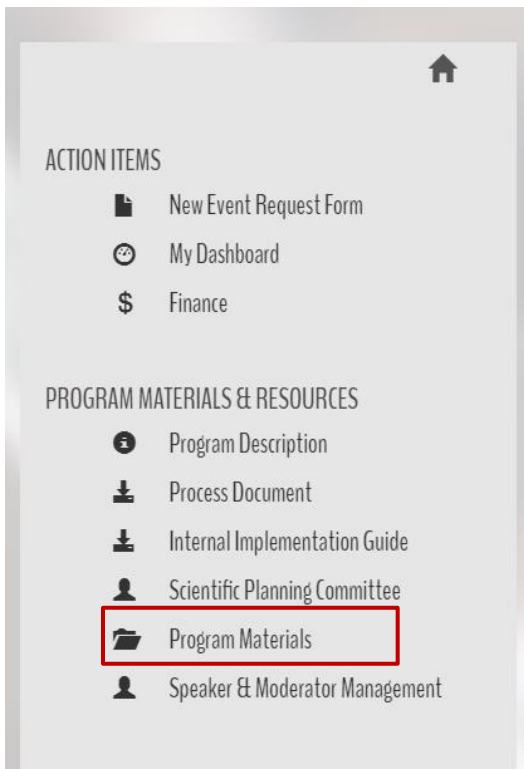 ACTION ITEMS
New Event Request Form
My Dashboard
$ Finance
PROGRAM MATERIALS & RESOURCES
Program Description
Process Document
Internal Implementation Guide
Scientific Planning Committee
Program Materials
Speaker & Moderator Management